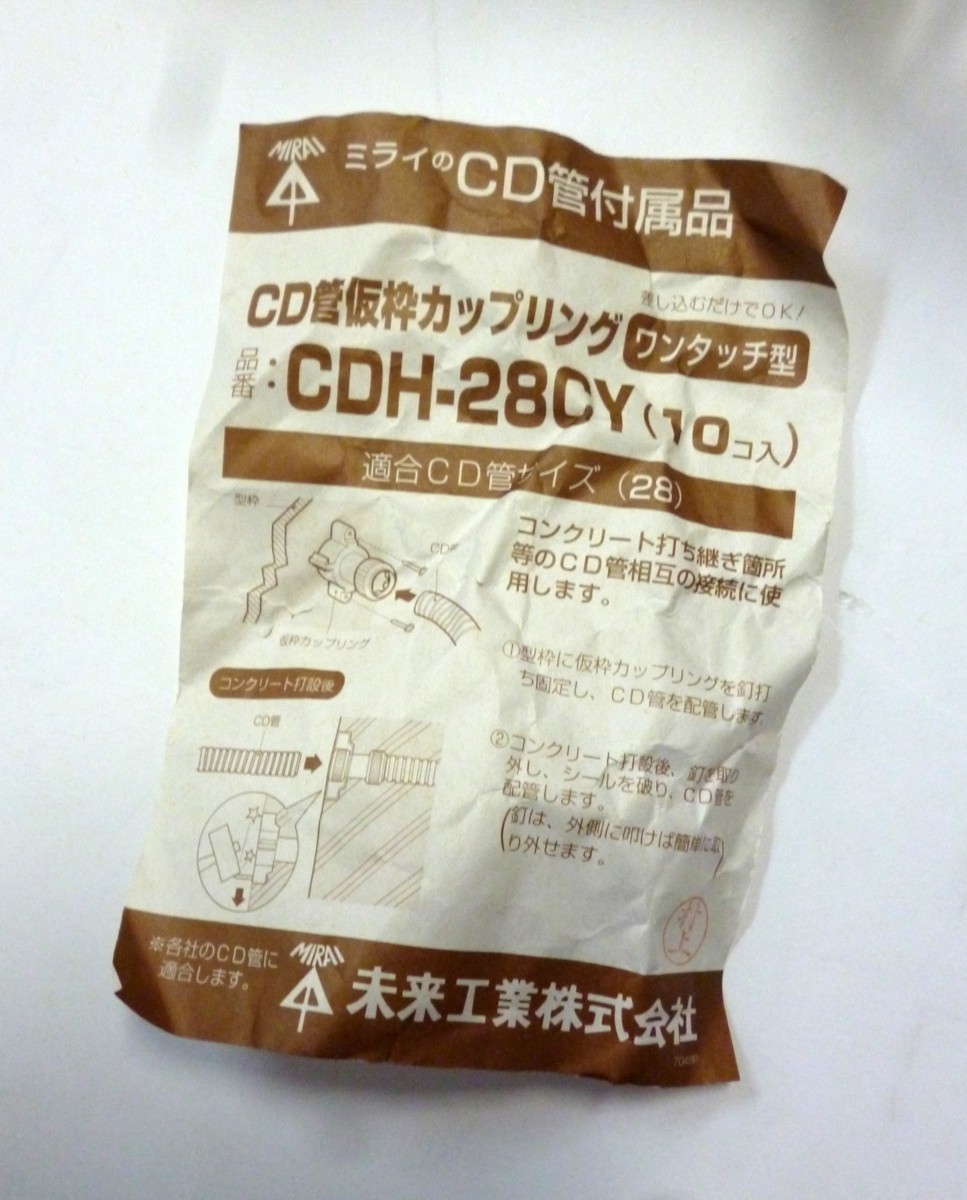 MIRAI
ミライのCD管付属品
差し込むだけでOK!
CD管仮枠カップリング ワンタッチ型
品番：CDH-28CY（10コ入）
適合CD管サイズ（28）
型枠
CD管
仮枠カップリング
コンクリート打ち継ぎ箇所
等のCD管相互の接続に使
用します。
①型枠に仮枠カップリングを釘打
ち固定し、CD管を配管します
コンクリート打設後
CD管
②コンクリート打設後、釘を取り
外し、シールを破り、CD管を
配管します。
（釘は、外側に叩けば簡単に取
り外せます。）
井上
※各社のCD管に
適合します。
MIRAI
未来工業株式会社